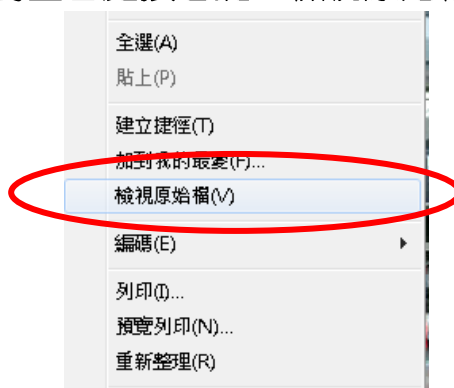 全選(A)
貼上(P)
建立捷徑(T)
加到我的最愛(F)...
檢視原始檔(V)
編碼(E)
列印(I)...
預覽列印(N)...
重新整理(R)